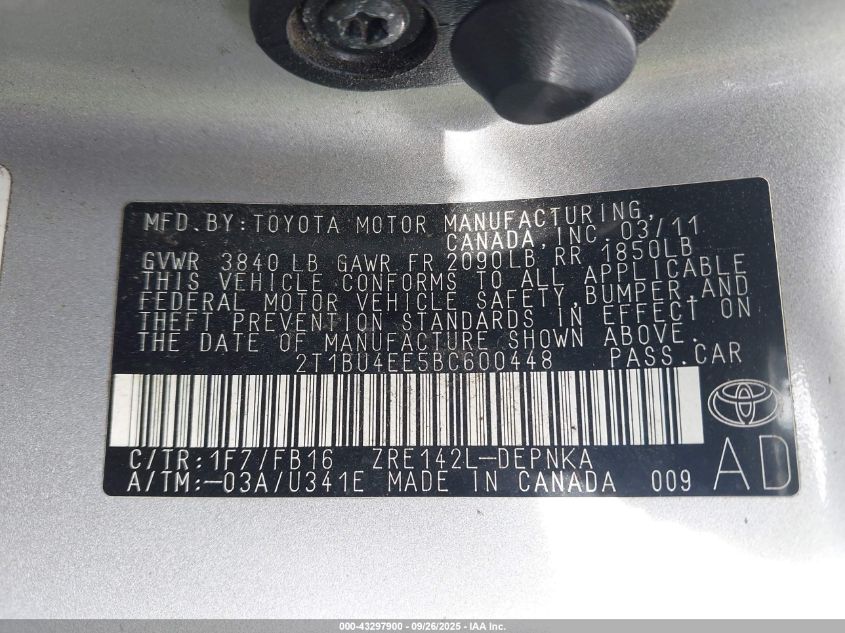 MFD.BY:TOYOTA MOTOR MANUFACTURING,
CANADA,INC. 03/11
GVWR 3840 LB GAWR FR 2090LB RR 1850LB
THIS VEHICLE CONFORMS TO ALL APPLICABLE
FEDERAL MOTOR VEHICLE SAFETY,BUMPER,AND
THEFT PREVENTION STANDARDS IN EFFECT ON
THE DATE OF MANUFACTURE SHOWN ABOVE.
2T1BU4EE5BC600448 PASS.CAR
C/TR:1F7/FB16 ZRE142L-DEPNKA
A/TM:-03A/U341E MADE IN CANADA 009
AD
000-43297900 - 09/26/2025 - IAA Inc.